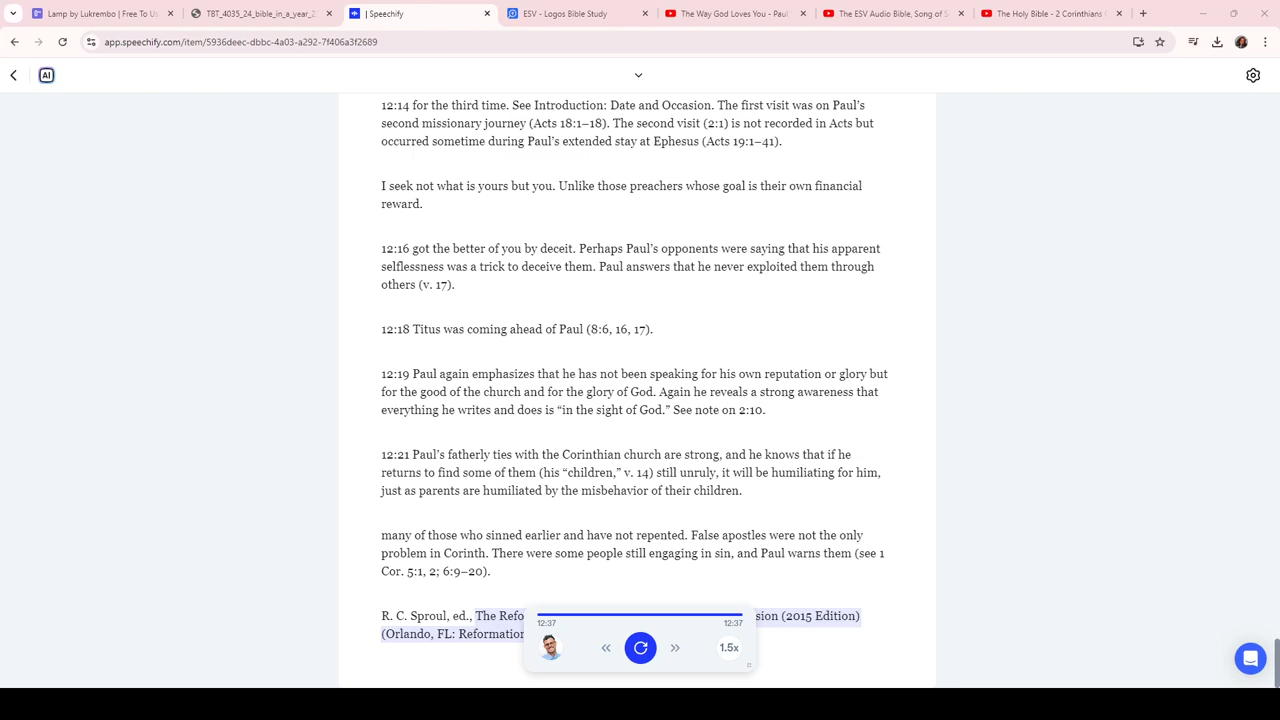 Lamp by Lukrembo | Free To Us
TBT_4035_24_bible_in_a_year_2
| Speechify
ESV - Logos Bible Study
The Way God Loves You - Paul
The ESV Audio Bible, Song of S
The Holy Bible - 2 Corinthians
app.speechify.com/item/5936deec-dbbc-4a03-a292-7f406a3f2689
AI
12:14 for the third time. See Introduction: Date and Occasion. The first visit was on Paul’s
second missionary journey (Acts 18:1–18). The second visit (2:1) is not recorded in Acts but
occurred sometime during Paul’s extended stay at Ephesus (Acts 19:1–41).
I seek not what is yours but you. Unlike those preachers whose goal is their own financial
reward.
12:16 got the better of you by deceit. Perhaps Paul’s opponents were saying that his apparent
selflessness was a trick to deceive them. Paul answers that he never exploited them through
others (v. 17).
12:18 Titus was coming ahead of Paul (8:6, 16, 17).
12:19 Paul again emphasizes that he has not been speaking for his own reputation or glory but
for the good of the church and for the glory of God. Again he reveals a strong awareness that
everything he writes and does is “in the sight of God.” See note on 2:10.
12:21 Paul’s fatherly ties with the Corinthian church are strong, and he knows that if he
returns to find some of them (his “children,” v. 14) still unruly, it will be humiliating for him,
just as parents are humiliated by the misbehavior of their children.
many of those who sinned earlier and have not repented. False apostles were not the only
problem in Corinth. There were some people still engaging in sin, and Paul warns them (see 1
Cor. 5:1, 2; 6:9–20).
R. C. Sproul, ed., The Refo sion (2015 Edition)
(Orlando, FL: Reformation
12:37 12:37
1.5x